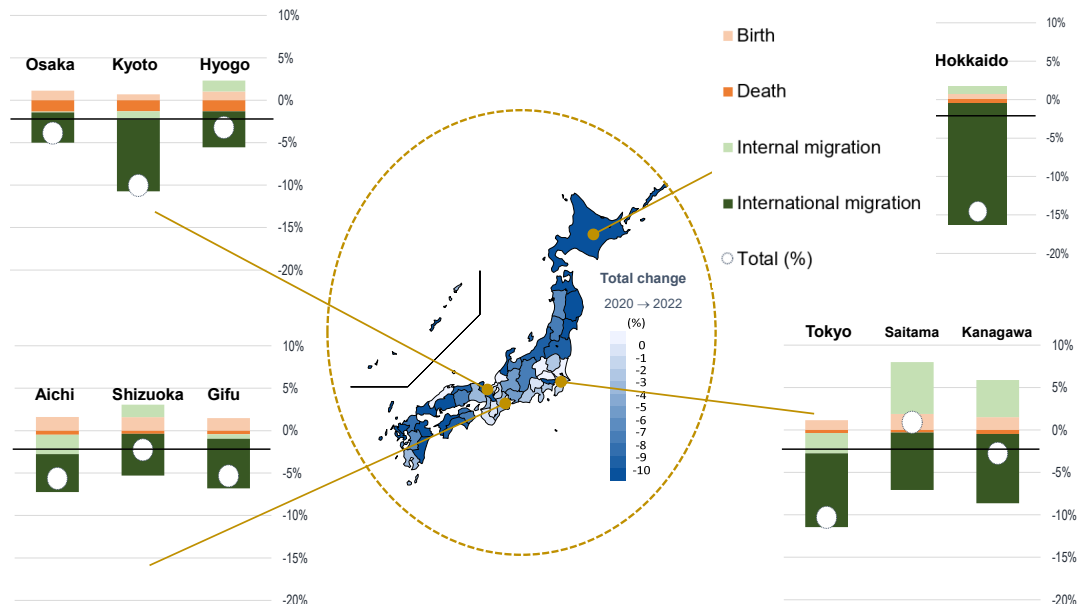 10%
5%
0%
-5%
-10%
-15%
-20%
Osaka
Kyoto
Hyogo
Birth
Death
Internal migration
International migration
Total (%)
Hokkaido
10%
5%
0%
-5%
-10%
-15%
-20%
Total change
2020 → 2022
(%)
0
-1
-2
-3
-4
-5
-6
-7
-8
-9
-10
10%
5%
0%
-5%
-10%
-15%
-20%
Aichi
Shizuoka
Gifu
Tokyo
Saitama
Kanagawa
10%
5%
0%
-5%
-10%
-15%
-20%